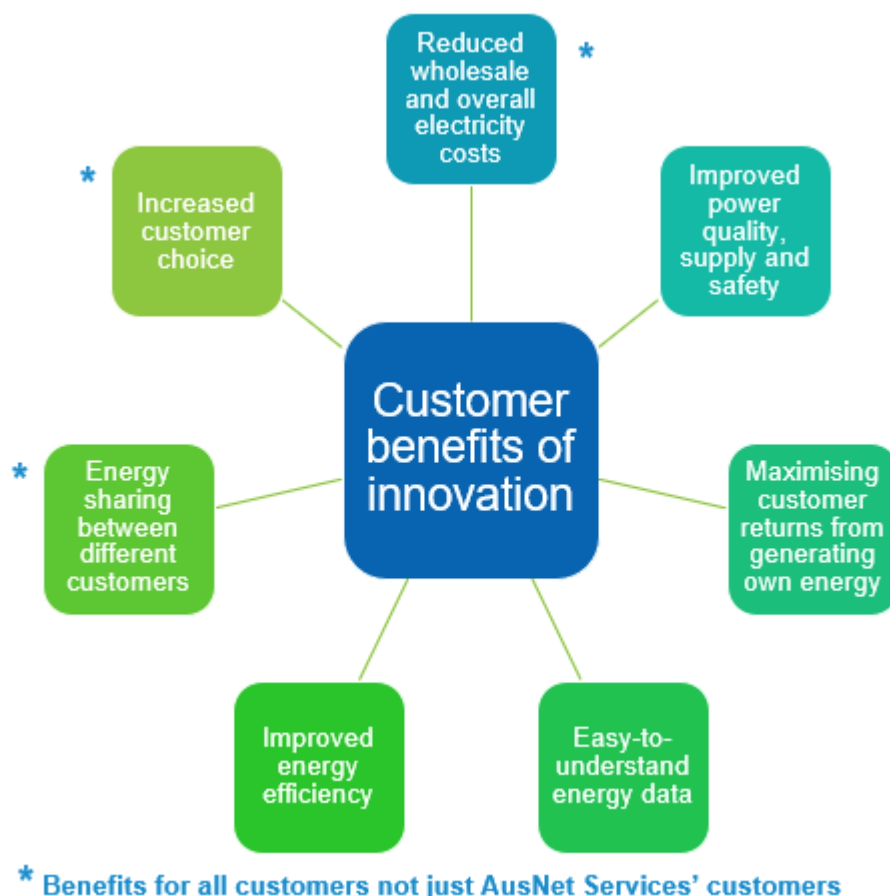 Reduced
wholesale
and overall
electricity
costs
*
Improved
power
quality,
supply and
safety
Maximising
customer
returns from
generating
own energy
Easy-to-
understand
energy data
Improved
energy
efficiency
*
Energy
sharing
between
different
customers
*
Increased
customer
choice
Customer
benefits of
innovation
* Benefits for all customers not just AusNet Services' customers